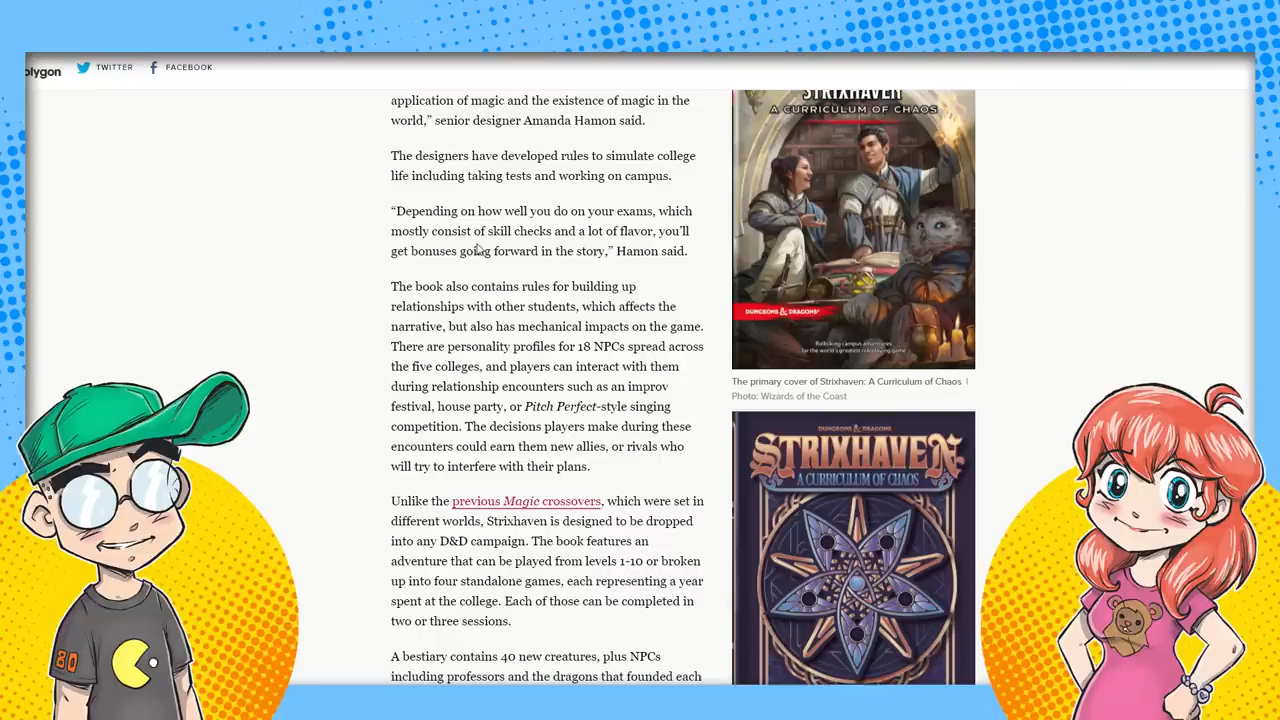 olygon
TWITTER
FACEBOOK
application of magic and the existence of magic in the
world,” senior designer Amanda Hamon said.
The designers have developed rules to simulate college
life including taking tests and working on campus.
“Depending on how well you do on your exams, which
mostly consist of skill checks and a lot of flavor, you’ll
get bonuses going forward in the story,” Hamon said.
The book also contains rules for building up
relationships with other students, which affects the
narrative, but also has mechanical impacts on the game.
There are personality profiles for 18 NPCs spread across
the five colleges, and players can interact with them
during relationship encounters such as an improv
festival, house party, or Pitch Perfect-style singing
competition. The decisions players make during these
encounters could earn them new allies, or rivals who
will try to interfere with their plans.
Unlike the previous Magic crossovers, which were set in
different worlds, Strixhaven is designed to be dropped
into any D&D campaign. The book features an
adventure that can be played from levels 1-10 or broken
up into four standalone games, each representing a year
spent at the college. Each of those can be completed in
two or three sessions.
A bestiary contains 40 new creatures, plus NPCs
including professors and the dragons that founded each
STRIXHAVEN
A CURRICULUM OF CHAOS
DUNGEONS & DRAGONS
Rollicking campus adventures
for the world's greatest roleplaying game
The primary cover of Strixhaven: A Curriculum of Chaos |
Photo: Wizards of the Coast
DUNGEONS & DRAGONS
STRIXHAVEN
A CURRICULUM OF CHAOS
80